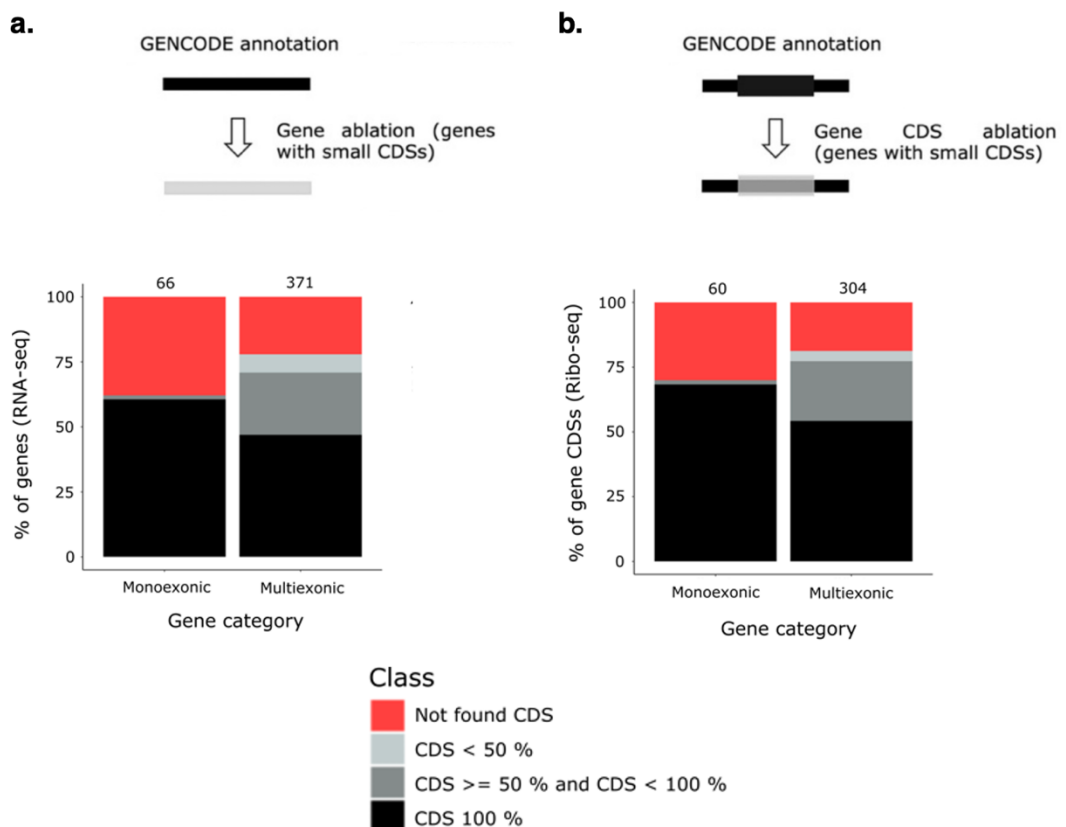 a.
GENCODE annotation
Gene ablation (genes
with small CDSs)
66
371
100
75
50
25
0
% of genes (RNA-seq)
Monoexonic
Multiexonic
Gene category
b.
GENCODE annotation
Gene CDS ablation
(genes with small CDSs)
60
304
100
75
50
25
0
% of gene CDSs (Ribo-seq)
Monoexonic
Multiexonic
Gene category
Class
Not found CDS
CDS < 50 %
CDS >= 50 % and CDS < 100 %
CDS 100 %